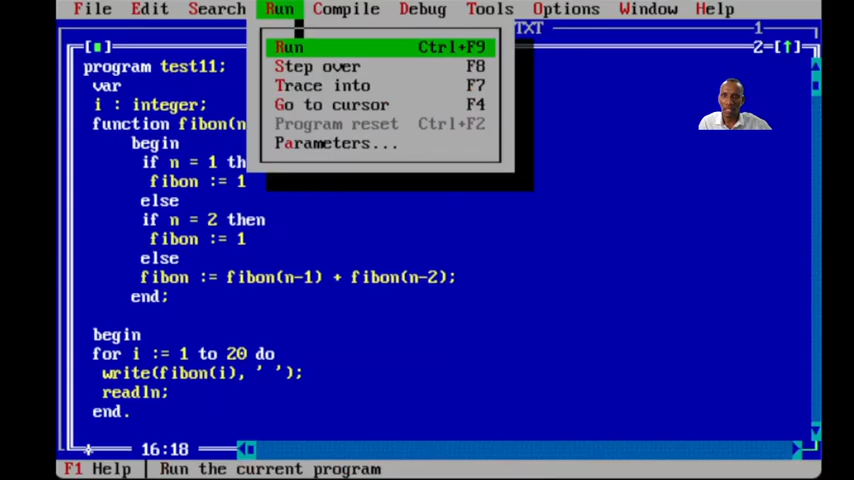 File Edit Search Run Compile Debug Tools Options Window Help
TXT 1
[■] 2=[↑]
Run Ctrl+F9
Step over F8
Trace into F7
Go to cursor F4
Program reset Ctrl+F2
Parameters...
program test11;
var
i : integer;
function fibon(n
begin
if n = 1 th
fibon := 1
else
if n = 2 then
fibon := 1
else
fibon := fibon(n-1) + fibon(n-2);
end;
begin
for i := 1 to 20 do
write(fibon(i), ' ');
readln;
end.
16:18
F1 Help | Run the current program